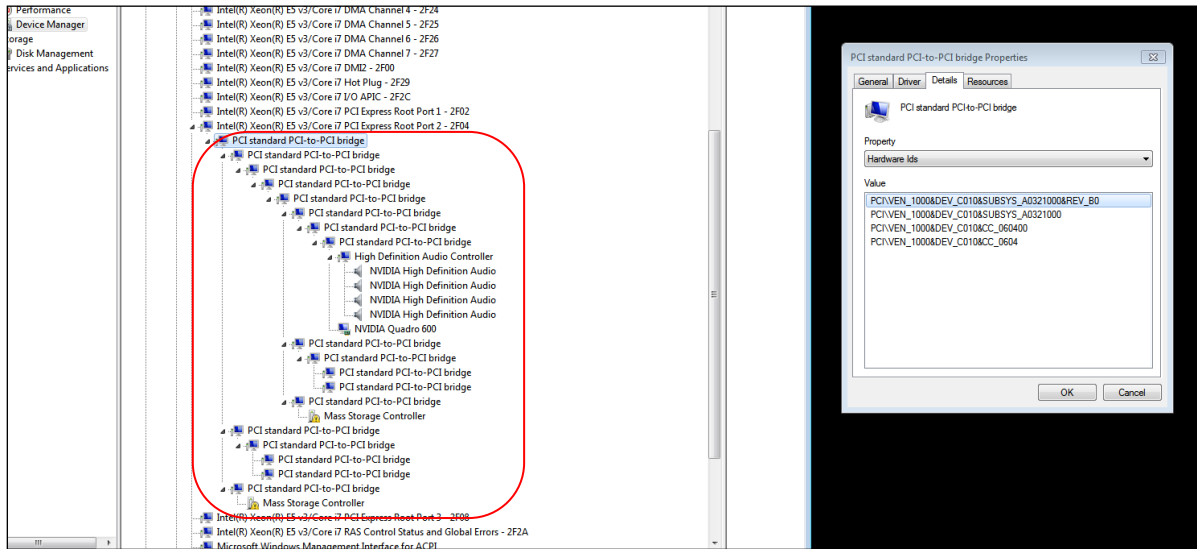 Performance
Device Manager
orage
Disk Management
ervices and Applications
Intel(R) Xeon(R) E5 v3/Core i7 DMA Channel 4 - 2F24
Intel(R) Xeon(R) E5 v3/Core i7 DMA Channel 5 - 2F25
Intel(R) Xeon(R) E5 v3/Core i7 DMA Channel 6 - 2F26
Intel(R) Xeon(R) E5 v3/Core i7 DMA Channel 7 - 2F27
Intel(R) Xeon(R) E5 v3/Core i7 DMI2 - 2F00
Intel(R) Xeon(R) E5 v3/Core i7 Hot Plug - 2F29
Intel(R) Xeon(R) E5 v3/Core i7 I/O APIC - 2F2C
Intel(R) Xeon(R) E5 v3/Core i7 PCI Express Root Port 1 - 2F02
Intel(R) Xeon(R) E5 v3/Core i7 PCI Express Root Port 2 - 2F04
PCI standard PCI-to-PCI bridge
PCI standard PCI-to-PCI bridge
PCI standard PCI-to-PCI bridge
PCI standard PCI-to-PCI bridge
PCI standard PCI-to-PCI bridge
PCI standard PCI-to-PCI bridge
PCI standard PCI-to-PCI bridge
PCI standard PCI-to-PCI bridge
High Definition Audio Controller
NVIDIA High Definition Audio
NVIDIA High Definition Audio
NVIDIA High Definition Audio
NVIDIA High Definition Audio
NVIDIA Quadro 600
PCI standard PCI-to-PCI bridge
PCI standard PCI-to-PCI bridge
PCI standard PCI-to-PCI bridge
PCI standard PCI-to-PCI bridge
PCI standard PCI-to-PCI bridge
Mass Storage Controller
PCI standard PCI-to-PCI bridge
PCI standard PCI-to-PCI bridge
PCI standard PCI-to-PCI bridge
PCI standard PCI-to-PCI bridge
PCI standard PCI-to-PCI bridge
Mass Storage Controller
Intel(R) Xeon(R) E5 v3/Core i7 PCI Express Root Port 3 - 2F08
Intel(R) Xeon(R) E5 v3/Core i7 RAS Control Status and Global Errors - 2F2A
Microsoft Windows Management Interface for ACPI
PCI standard PCI-to-PCI bridge Properties
General Driver Details Resources
PCI standard PCI-to-PCI bridge
Property
Hardware Ids
Value
PCI\VEN_1000&DEV_C010&SUBSYS_A0321000&REV_B0
PCI\VEN_1000&DEV_C010&SUBSYS_A0321000
PCI\VEN_1000&DEV_C010&CC_060400
PCI\VEN_1000&DEV_C010&CC_0604
OK Cancel